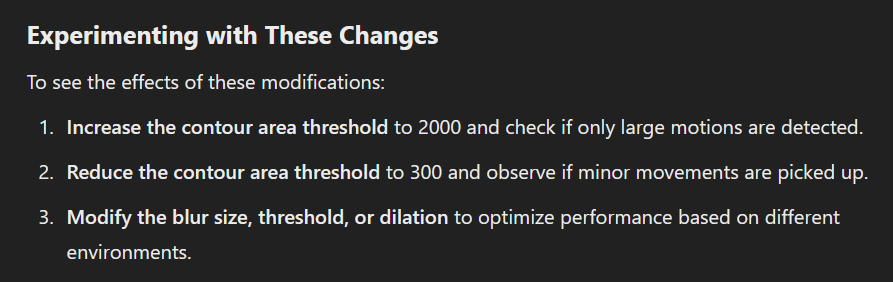 Experimenting with These Changes
To see the effects of these modifications:
1. Increase the contour area threshold to 2000 and check if only large motions are detected.
2. Reduce the contour area threshold to 300 and observe if minor movements are picked up.
3. Modify the blur size, threshold, or dilation to optimize performance based on different
environments.